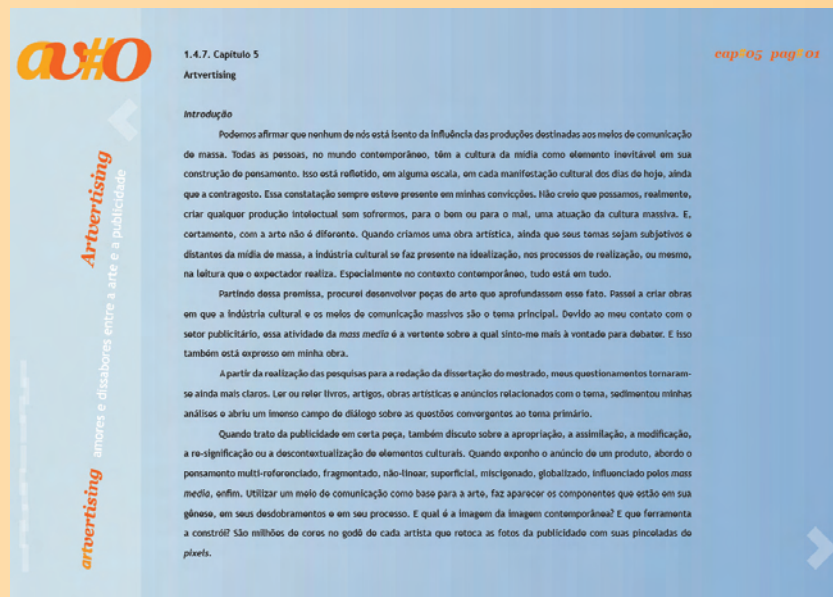 av#0
1.4.7. Capítulo 5
cap#05 pag#01
Artvertising
Introdução
Podemos afirmar que nenhum de nós está isento da influência das produções destinadas aos meios de comunicação
de massa. Todas as pessoas, no mundo contemporâneo, têm a cultura da mídia como elemento inevitável em sua
construção de pensamento. Isso está refletido, em alguma escala, em cada manifestação cultural dos dias de hoje, ainda
que a contragosto. Essa constatação sempre esteve presente em minhas convicções. Não creio que possamos, realmente,
criar qualquer produção intelectual sem sofrermos, para o bem ou para o mal, uma atuação da cultura massiva. E,
certamente, com a arte não é diferente. Quando criamos uma obra artística, ainda que seus temas sejam subjetivos e
distantes da mídia de massa, a indústria cultural se faz presente na idealização, nos processos de realização, ou mesmo,
na leitura que o expectador realiza. Especialmente no contexto contemporâneo, tudo está em tudo.
Partindo dessa premissa, procurei desenvolver peças de arte que aprofundassem esse fato. Passei a criar obras
em que a indústria cultural e os meios de comunicação massivos são o tema principal. Devido ao meu contato com o
setor publicitário, essa atividade da mass media é a vertente sobre a qual sinto-me mais à vontade para debater. E isso
também está expresso em minha obra.
A partir da realização das pesquisas para a redação da dissertação do mestrado, meus questionamentos tornaram-
se ainda mais claros. Ler ou reler livros, artigos, obras artísticas e anúncios relacionados com o tema, sedimentou minhas
análises e abriu um imenso campo de diálogo sobre as questões convergentes ao tema primário.
Quando trato da publicidade em certa peça, também discuto sobre a apropriação, a assimilação, a modificação,
a re-significação ou a descontextualização de elementos culturais. Quando exponho o anúncio de um produto, abordo o
pensamento multi-referenciado, fragmentado, não-linear, superficial, miscigenado, globalizado, influenciado pelos mass
media, enfim. Utilizar um meio de comunicação como base para a arte, faz aparecer os componentes que estão em sua
gênese, em seus desdobramentos e em seu processo. E qual é a imagem da imagem contemporânea? E que ferramenta
a constrói? São milhões de cores no godê de cada artista que retoca as fotos da publicidade com suas pinceladas de
pixels.
Artvertising
amores e dissabores entre a arte e a publicidade
artvertising